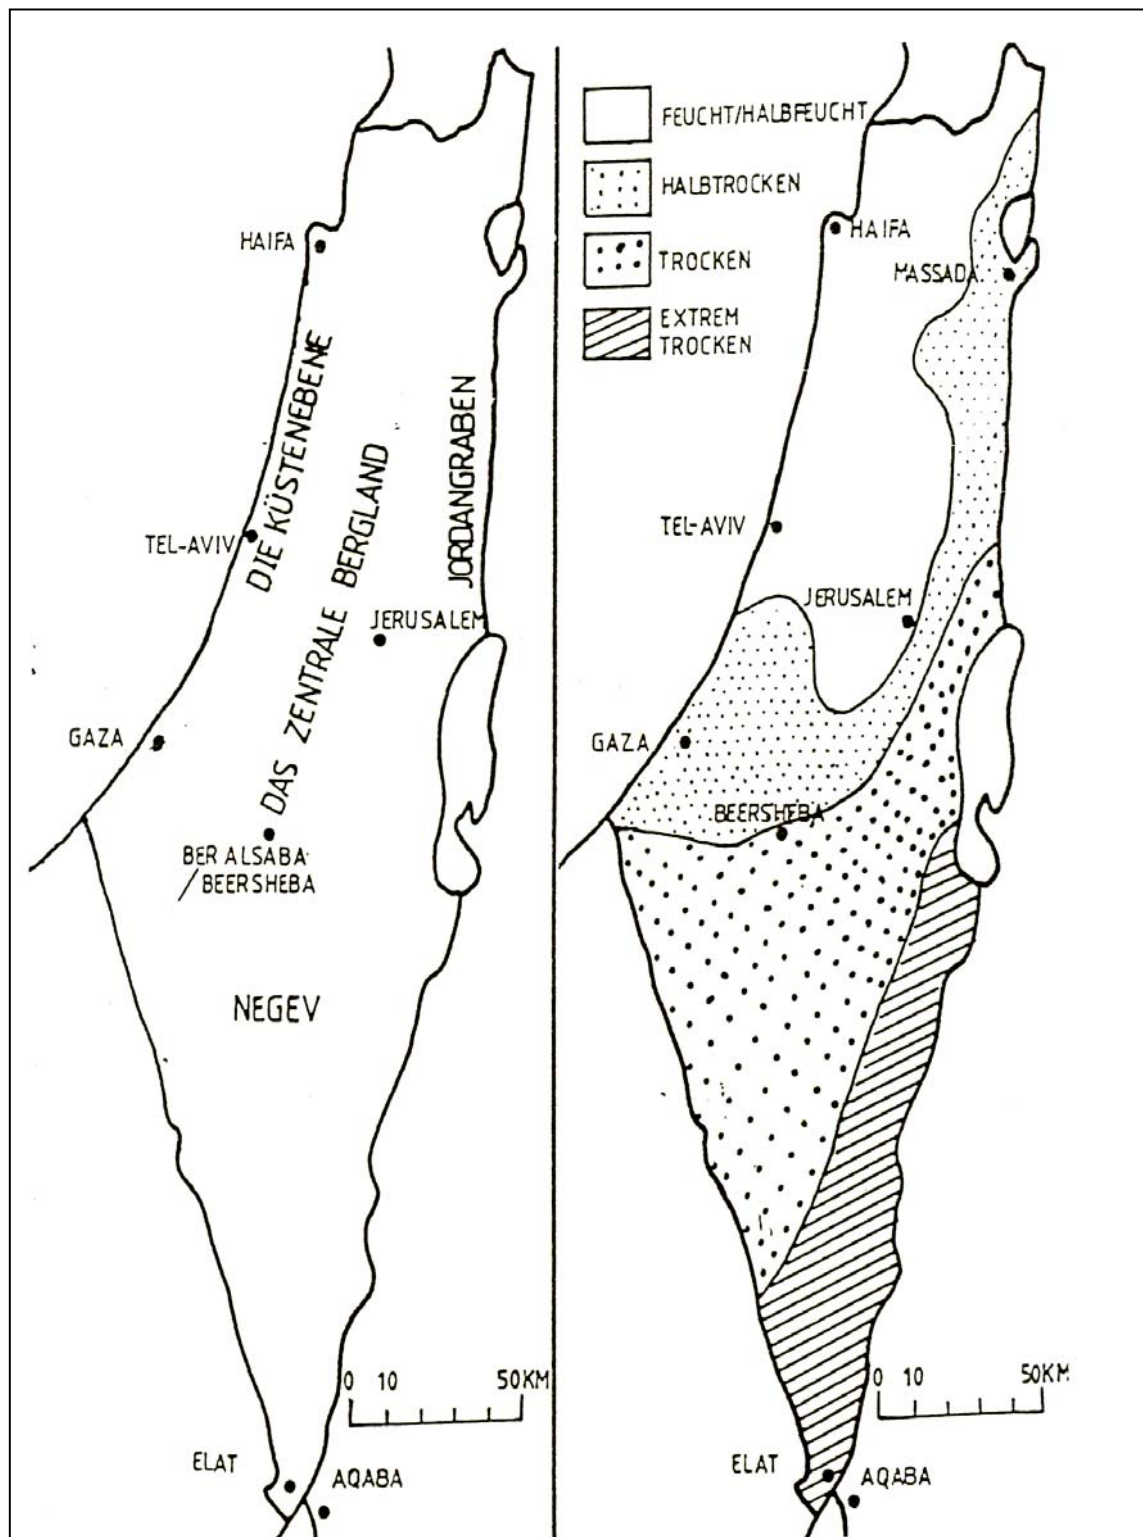 HAIFA
DIE KÜSTENEBENE
JORDANGRABEN
DAS ZENTRALE BERGLAND
TEL-AVIV
JERUSALEM
GAZA
BER ALSABA
/BEERSHEBA
NEGEV
0 10 50KM
ELAT
AQABA
FEUCHT/HALBFEUCHT
HALBTROCKEN
TROCKEN
EXTREM
TROCKEN
HAIFA
MASSADA
TEL-AVIV
JERUSALEM
GAZA
BEERSHEBA
0 10 50KM
ELAT
AQABA